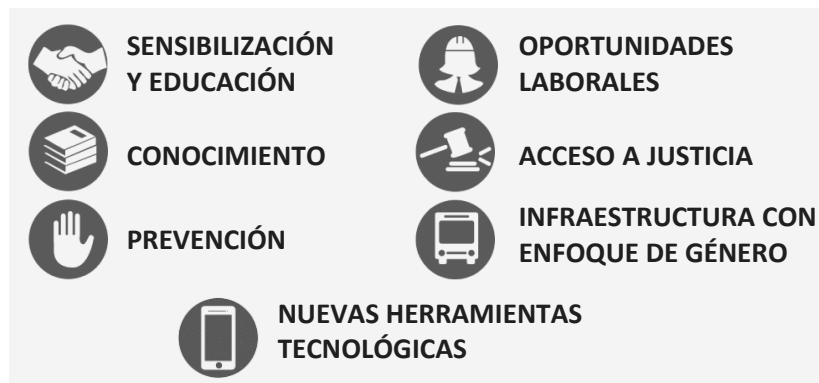 SENSIBILIZACIÓN
Y EDUCACIÓN
OPORTUNIDADES
LABORALES
CONOCIMIENTO
ACCESO A JUSTICIA
PREVENCIÓN
INFRAESTRUCTURA CON
ENFOQUE DE GÉNERO
NUEVAS HERRAMIENTAS
TECNOLÓGICAS